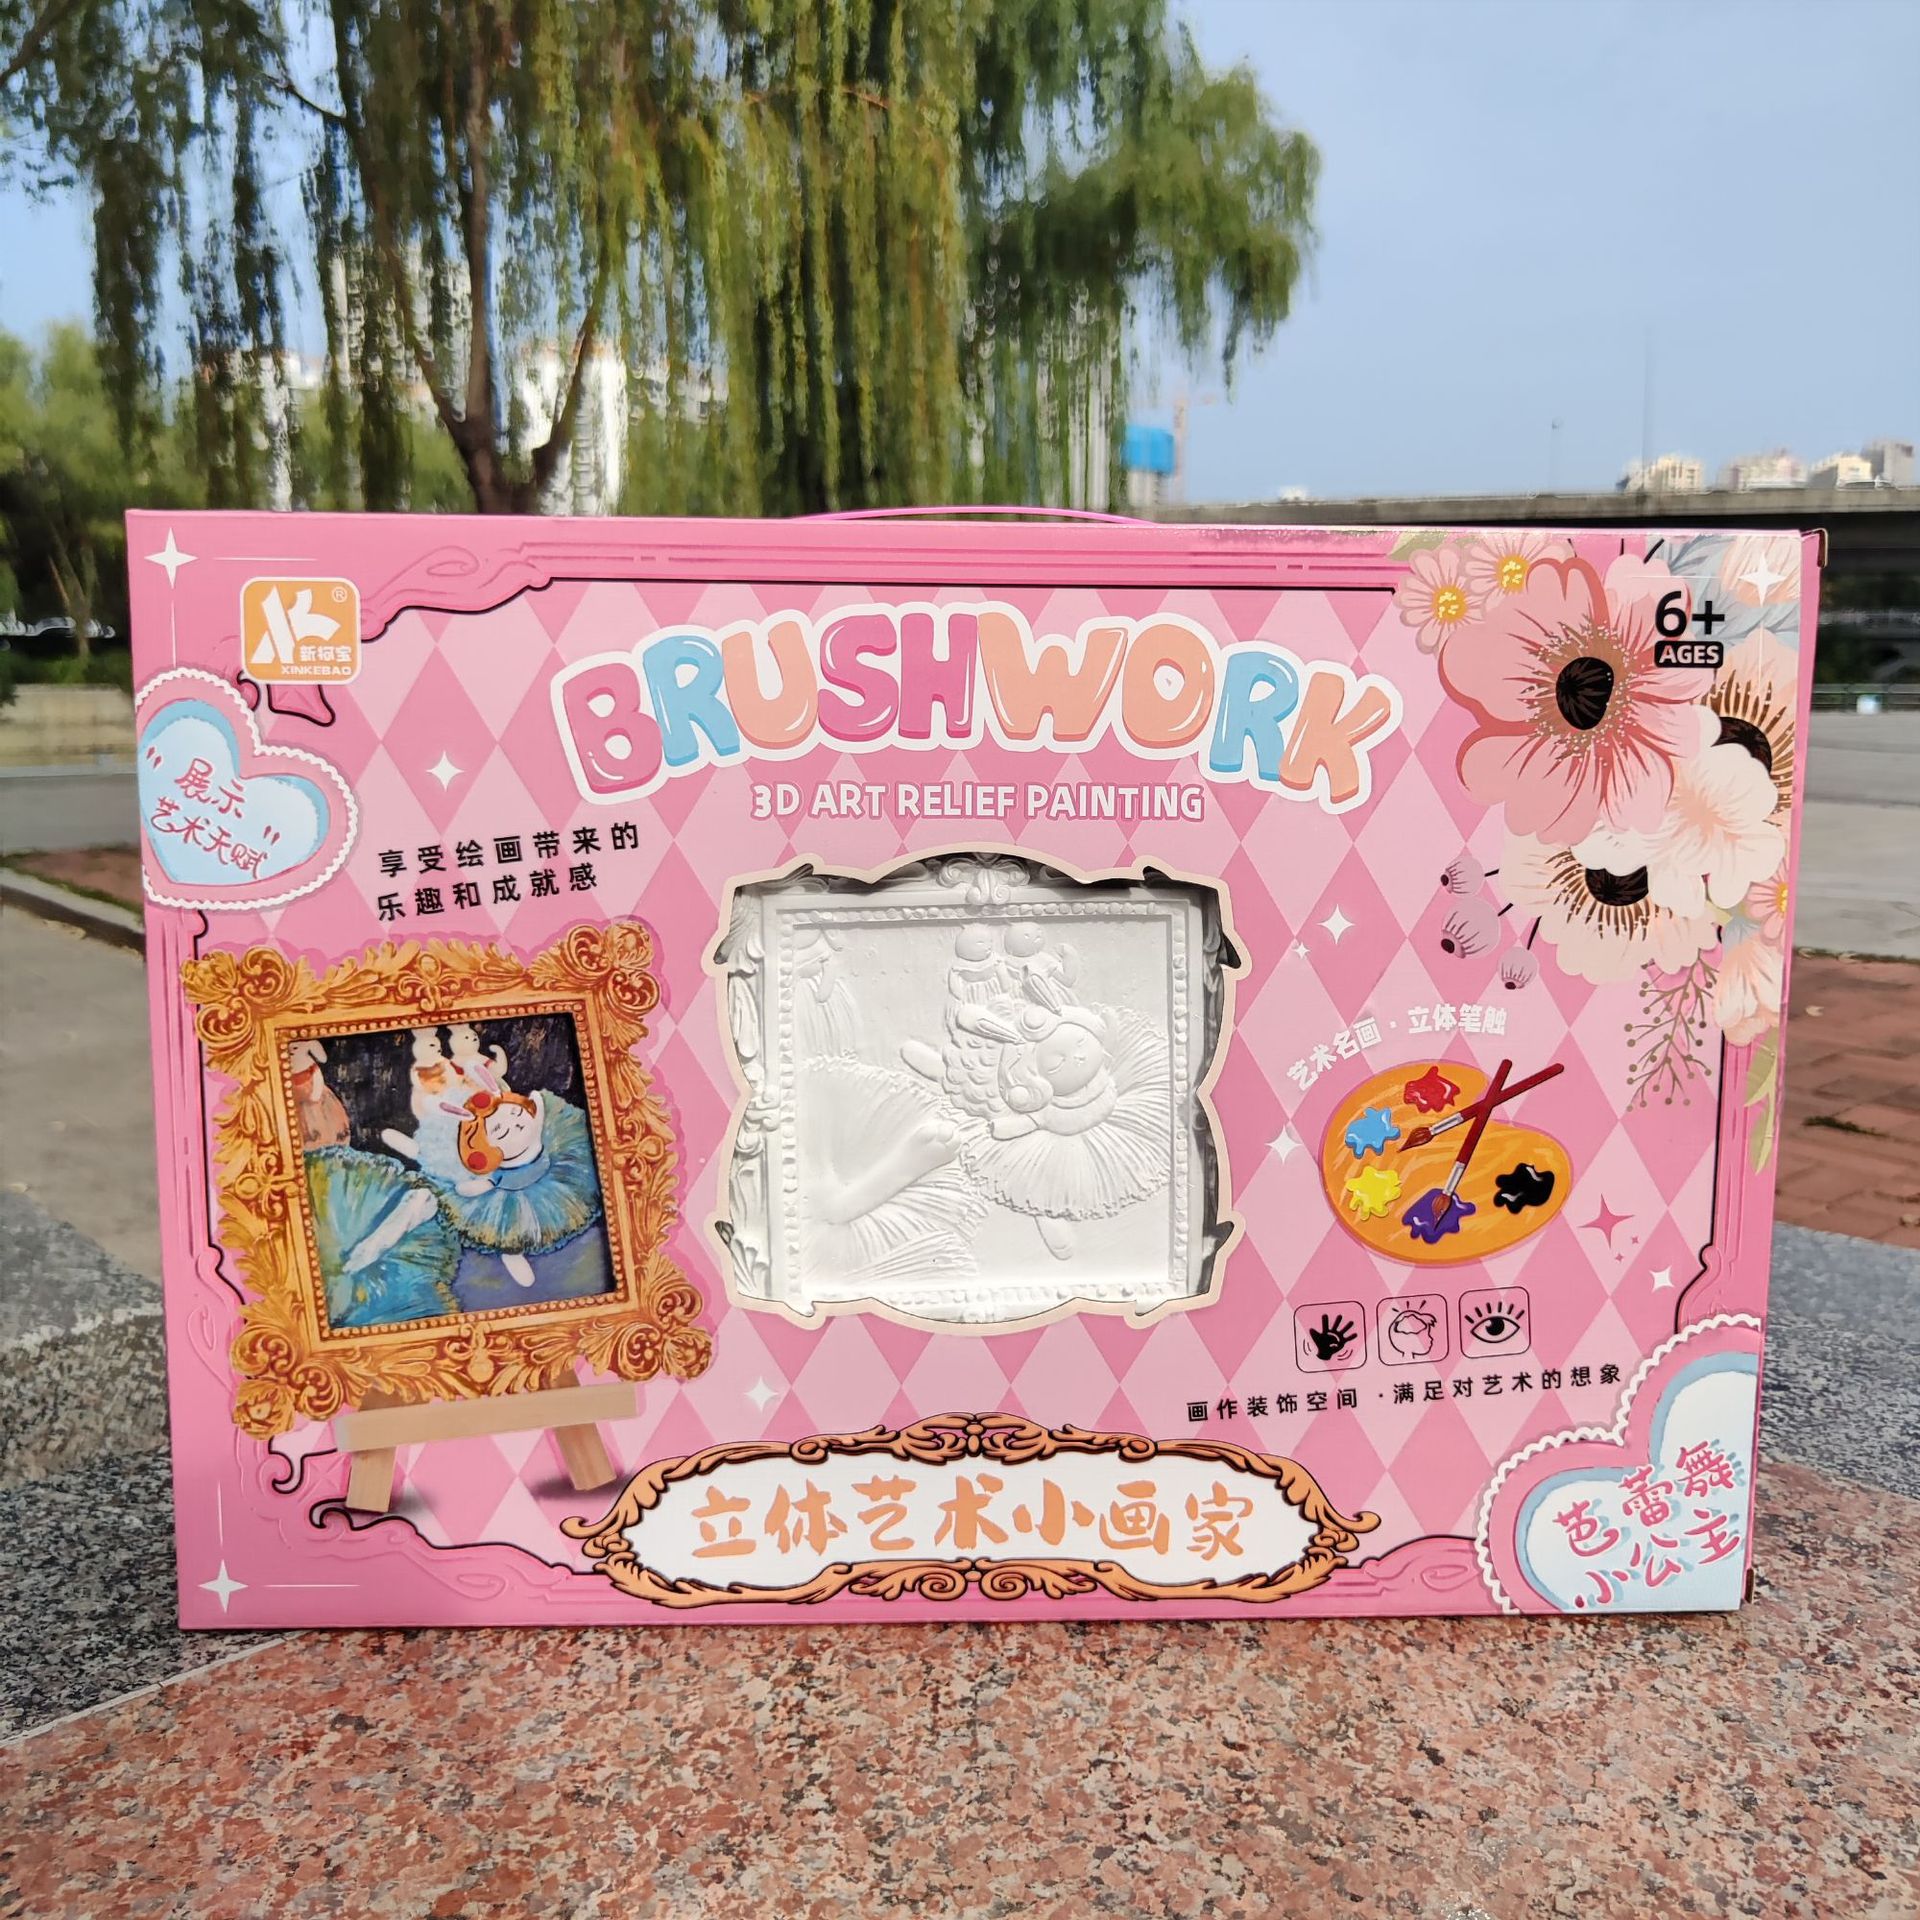 新柯宝
XINKEBAO
®
BRUSHWORK
3D ART RELIEF PAINTING
6+
AGES
"展示
艺术天赋"
享受绘画带来的
乐趣和成就感
艺术名画·立体笔触
画作装饰空间·满足对艺术的想象
立体艺术小画家
芭蕾舞
小公主